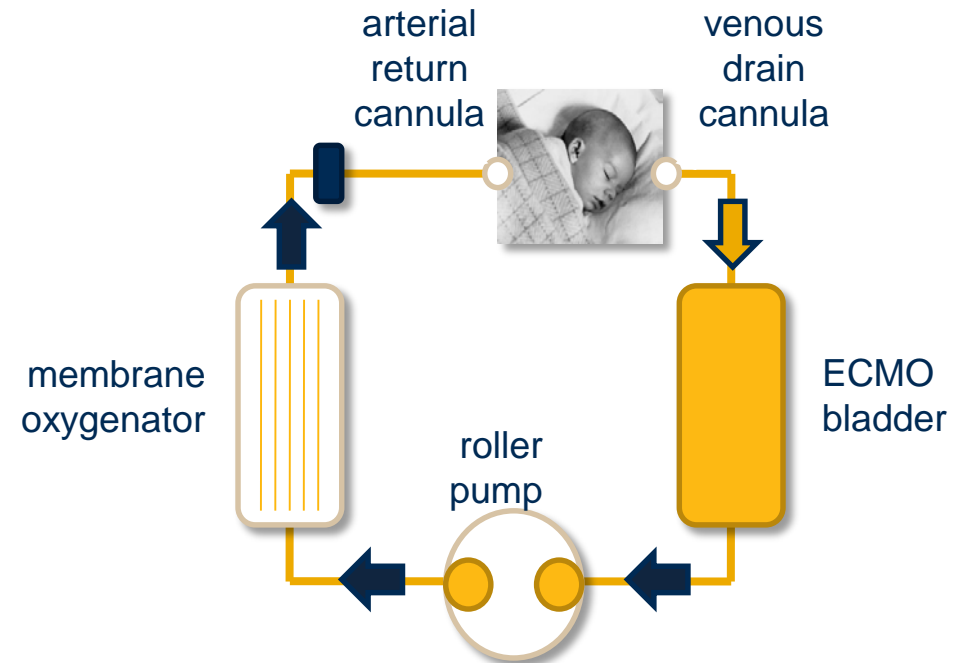 arterial
return
cannula
venous
drain
cannula
membrane
oxygenator
ECMO
bladder
roller
pump